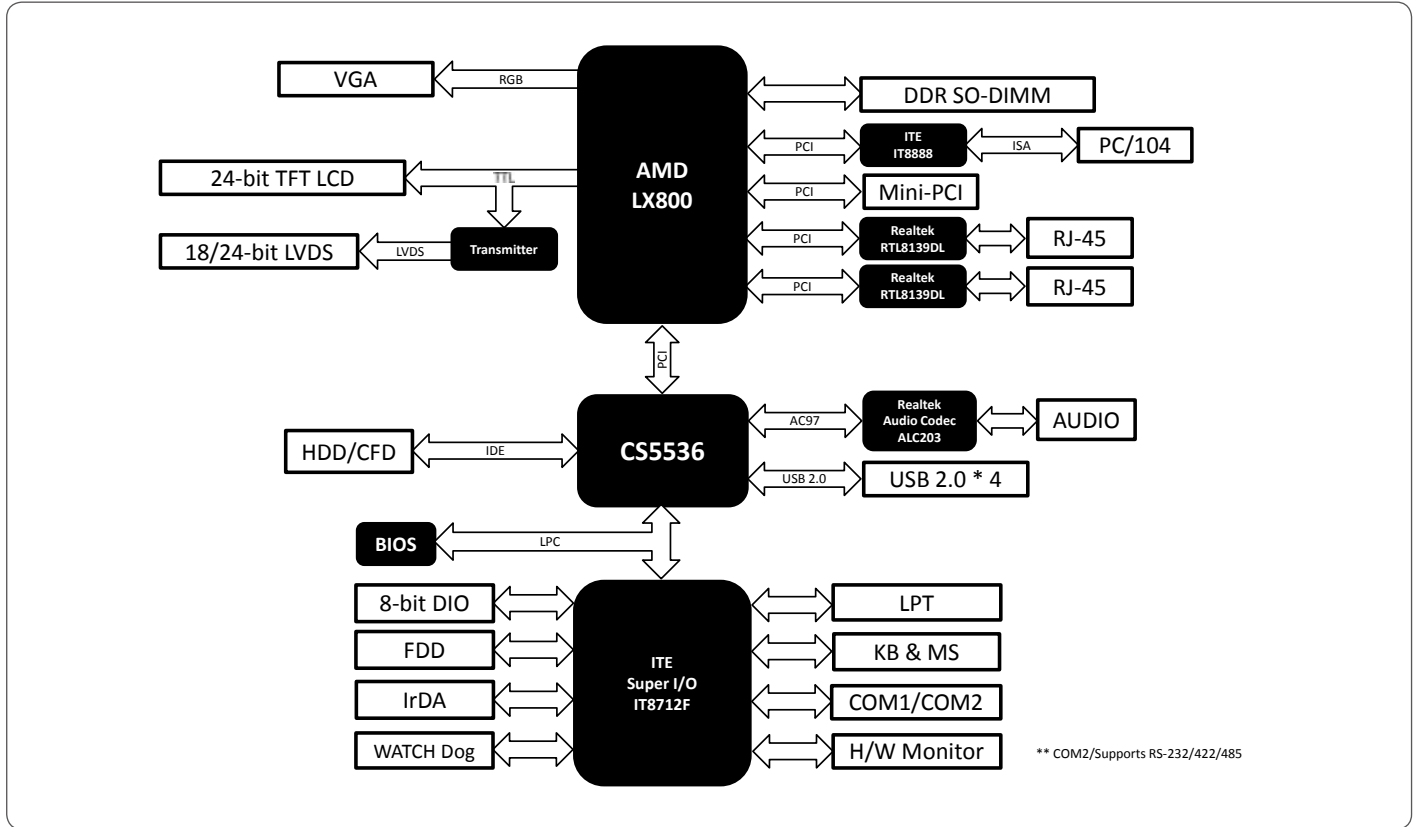 VGA
RGB
DDR SO-DIMM
AMD
LX800
PCI
ITE
IT8888
ISA
PC/104
24-bit TFT LCD
TTL
PCI
Mini-PCI
18/24-bit LVDS
LVDS
Transmitter
PCI
Realtek
RTL8139DL
RJ-45
PCI
Realtek
RTL8139DL
RJ-45
PCI
HDD/CFD
IDE
CS5536
AC97
Realtek
Audio Codec
ALC203
AUDIO
USB 2.0
USB 2.0 * 4
BIOS
LPC
8-bit DIO
FDD
IrDA
WATCH Dog
ITE
Super I/O
IT8712F
LPT
KB & MS
COM1/COM2
H/W Monitor
** COM2/Supports RS-232/422/485